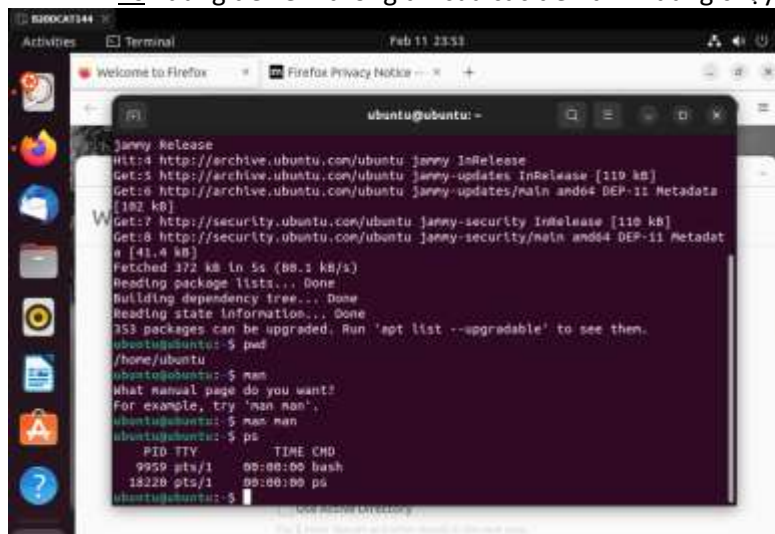 B200CAT144
Activities Terminal Feb 11 23:53
Welcome to Firefox Firefox Privacy Notice
ubuntu@ubuntu: ~
jammy Release
Hit:4 http://archive.ubuntu.com/ubuntu jammy InRelease
Get:5 http://archive.ubuntu.com/ubuntu jammy-updates InRelease [119 kB]
Get:6 http://archive.ubuntu.com/ubuntu jammy-updates/main amd64 DEP-11 Metadata
[102 kB]
Get:7 http://security.ubuntu.com/ubuntu jammy-security InRelease [110 kB]
Get:8 http://security.ubuntu.com/ubuntu jammy-security/main amd64 DEP-11 Metadat
a [41.4 kB]
Fetched 372 kB in 5s (80.1 kB/s)
Reading package lists... Done
Building dependency tree... Done
Reading state information... Done
353 packages can be upgraded. Run 'apt list --upgradable' to see them.
ubuntu@ubuntu:~$ pwd
/home/ubuntu
ubuntu@ubuntu:~$ man
What manual page do you want?
For example, try 'man man'.
ubuntu@ubuntu:~$ man man
ubuntu@ubuntu:~$ ps
PID TTY TIME CMD
9959 pts/1 00:00:00 bash
18220 pts/1 00:00:00 ps
ubuntu@ubuntu:~$
Use Active Directory